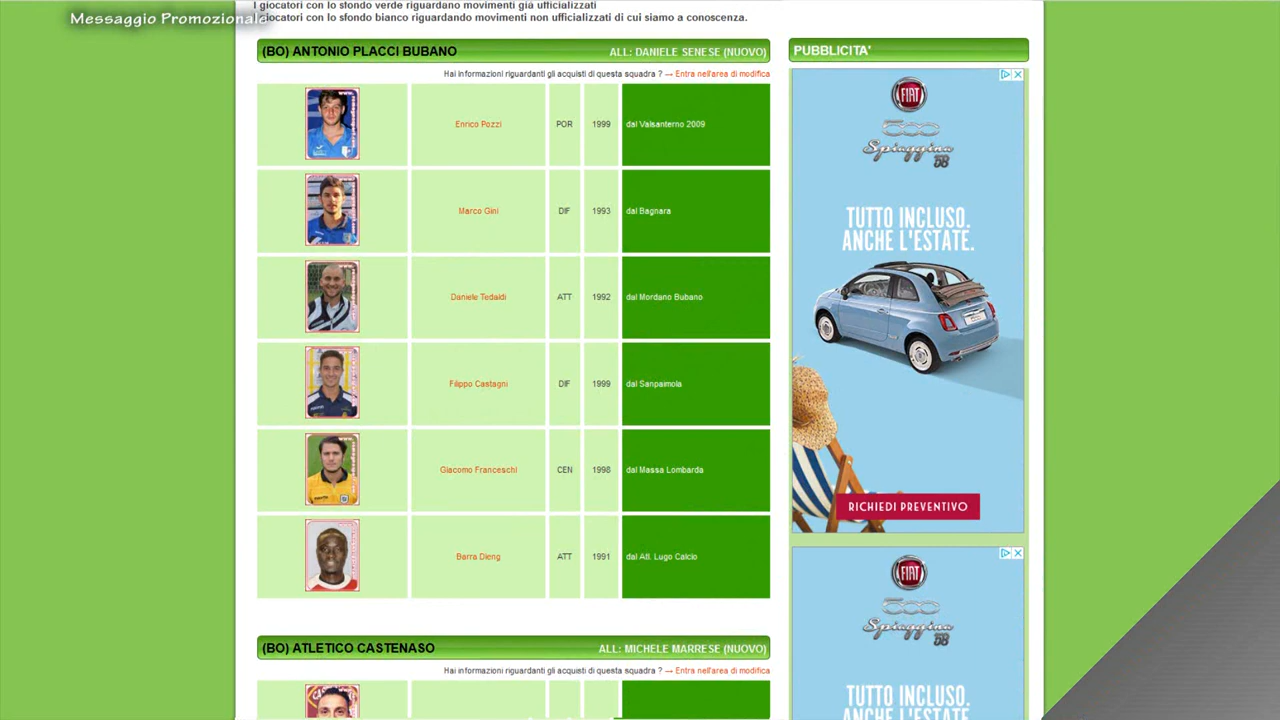 I giocatori con lo sfondo verde riguardano movimenti già ufficializzati
Messaggio Promozionale
giocatori con lo sfondo bianco riguardando movimenti non ufficializzati di cui siamo a conoscenza.
(BO) ANTONIO PLACCI BUBANO ALL: DANIELE SENESE (NUOVO)
Hai informazioni riguardanti gli acquisti di questa squadra ? → Entra nell'area di modifica
Enrico Pozzi POR 1999 dal Valsanterno 2009
Marco Gini DIF 1993 dal Bagnara
Daniele Tedaldi ATT 1992 dal Mordano Bubano
Filippo Castagni DIF 1999 dal Sanpaimola
Giacomo Franceschi CEN 1998 dal Massa Lombarda
Barra Dieng ATT 1991 dal Atl. Lugo Calcio
(BO) ATLETICO CASTENASO ALL: MICHELE MARRESE (NUOVO)
Hai informazioni riguardanti gli acquisti di questa squadra ? → Entra nell'area di modifica
PUBBLICITA'
FIAT
500
Spiaggina
'58
TUTTO INCLUSO.
ANCHE L'ESTATE.
RICHIEDI PREVENTIVO
FIAT
500
Spiaggina
'58
TUTTO INCLUSO.
ANCHE L'ESTATE.